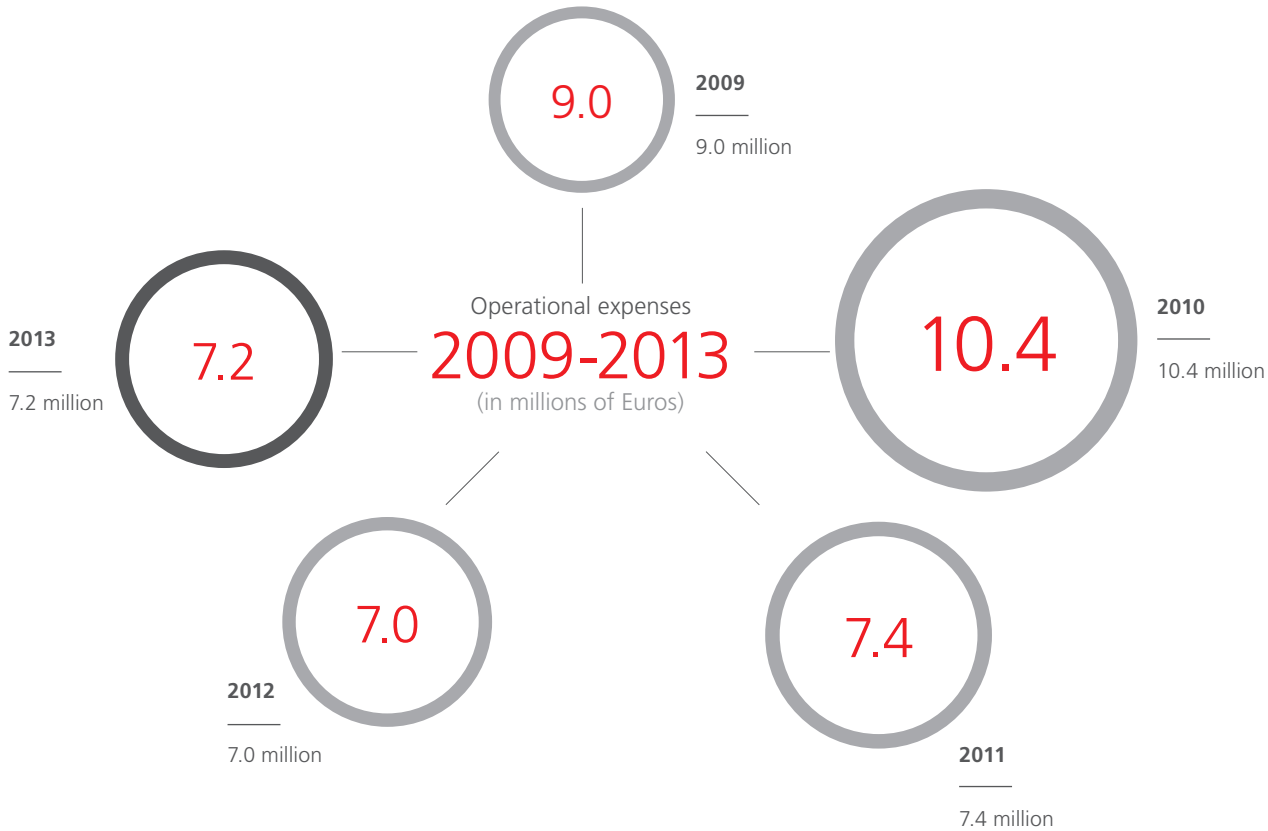 9.0
2009
9.0 million
Operational expenses
2009-2013
(in millions of Euros)
10.4
2010
10.4 million
7.4
2011
7.4 million
7.0
2012
7.0 million
7.2
2013
7.2 million